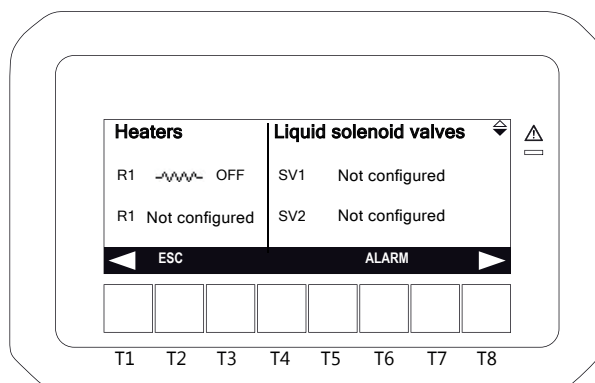 Heaters
R1 OFF
R1 Not configured
Liquid solenoid valves
SV1 Not configured
SV2 Not configured
ESC ALARM
T1 T2 T3 T4 T5 T6 T7 T8